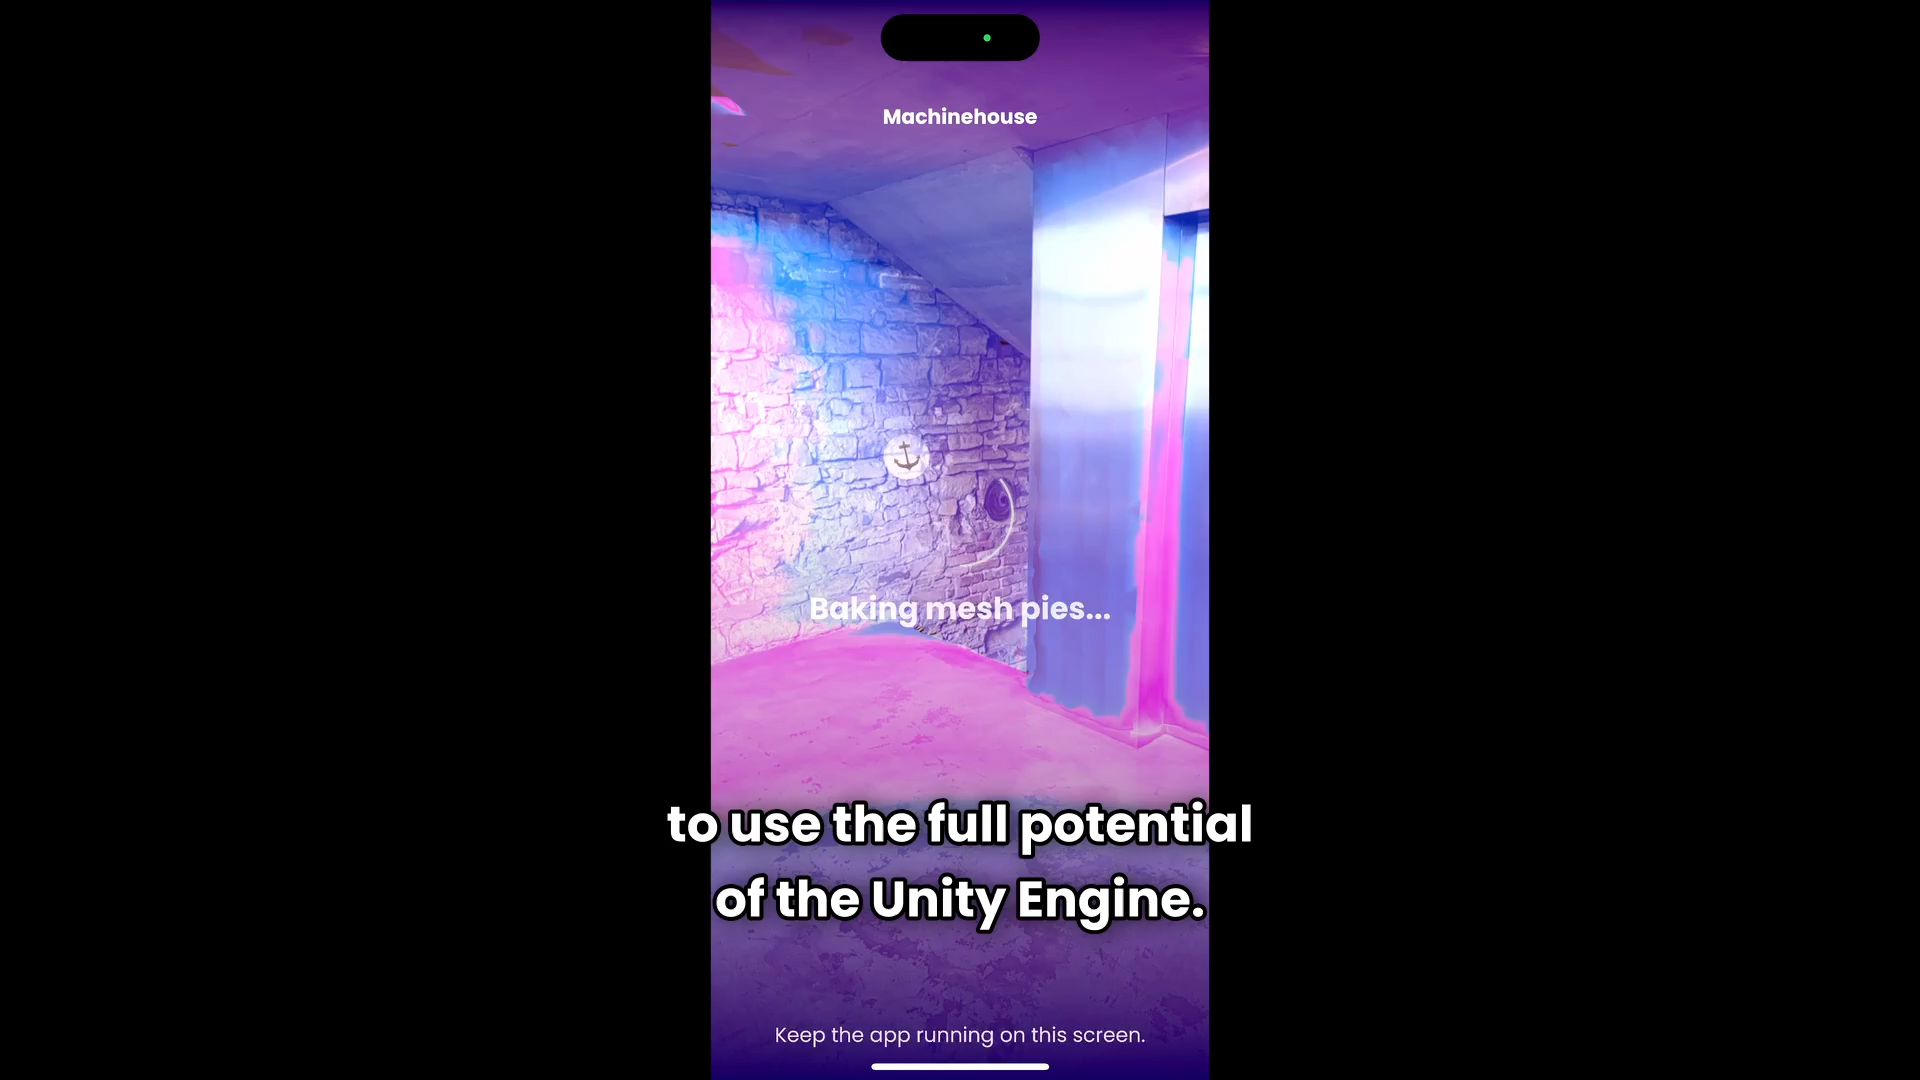 Machinehouse
Baking mesh pies...
to use the full potential
of the Unity Engine.
Keep the app running on this screen.